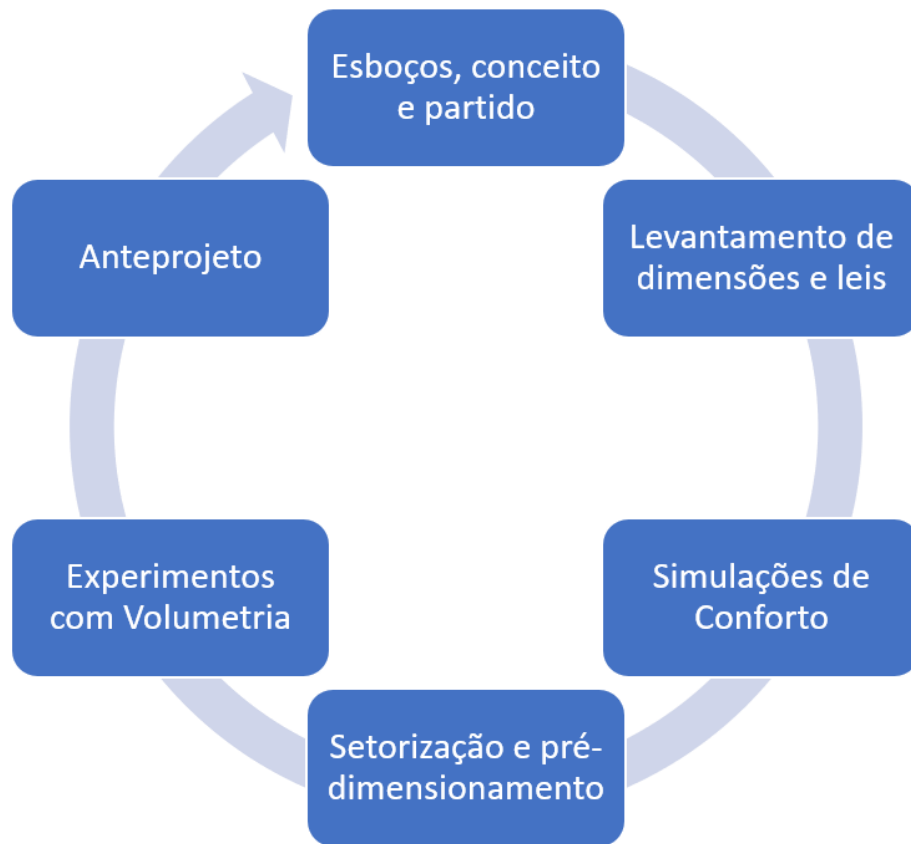 Esboços, conceito
e partido
Levantamento de
dimensões e leis
Simulações de
Conforto
Setorização e pré-
dimensionamento
Experimentos
com Volumetria
Anteprojeto